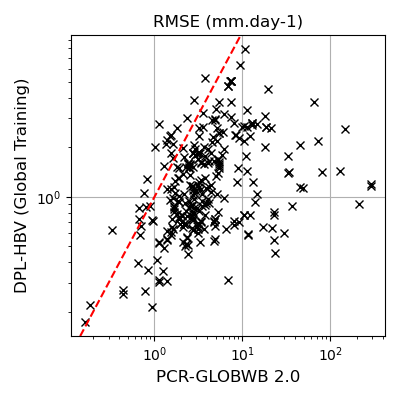 RMSE (mm.day-1)
DPL-HBV (Global Training)
10⁰
10⁰
10¹
10²
PCR-GLOBWB 2.0